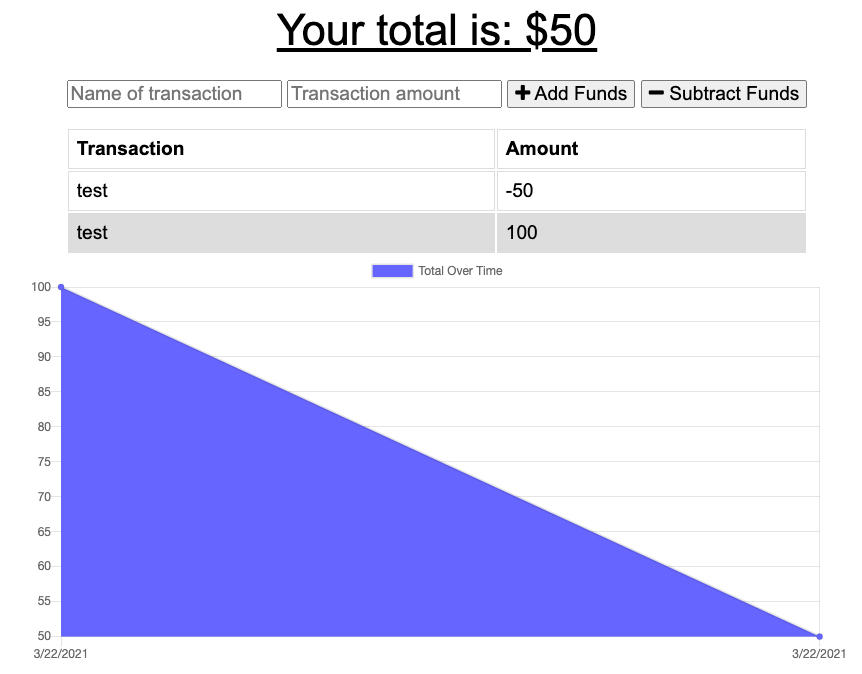 Your total is: $50
Name of transaction Transaction amount + Add Funds − Subtract Funds
Transaction Amount
test -50
test 100
Total Over Time
100
95
90
85
80
75
70
65
60
55
50
3/22/2021 3/22/2021